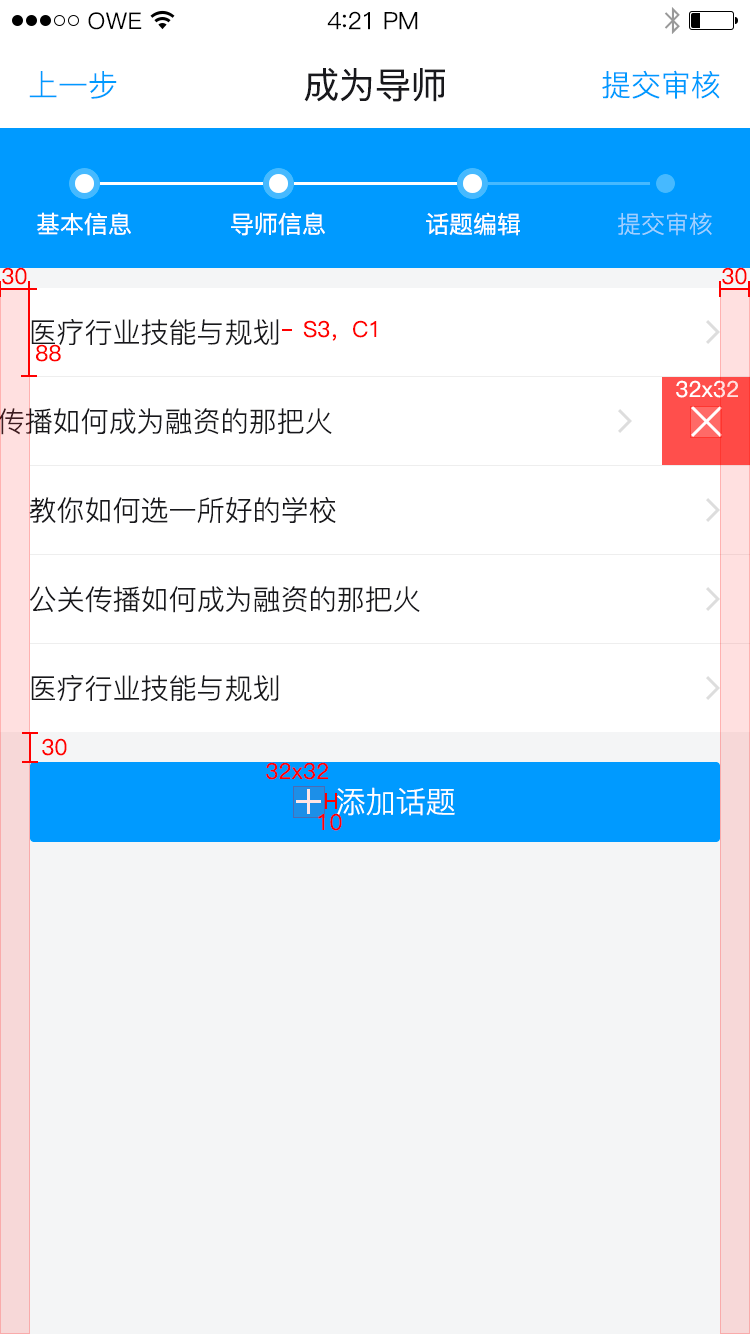 OWE 4:21 PM
上一步 成为导师 提交审核
基本信息 导师信息 话题编辑 提交审核
30 30
医疗行业技能与规划 - S3, C1
88
32x32
传播如何成为融资的那把火
教你如何选一所好的学校
公关传播如何成为融资的那把火
医疗行业技能与规划
30
32x32
添加话题
10